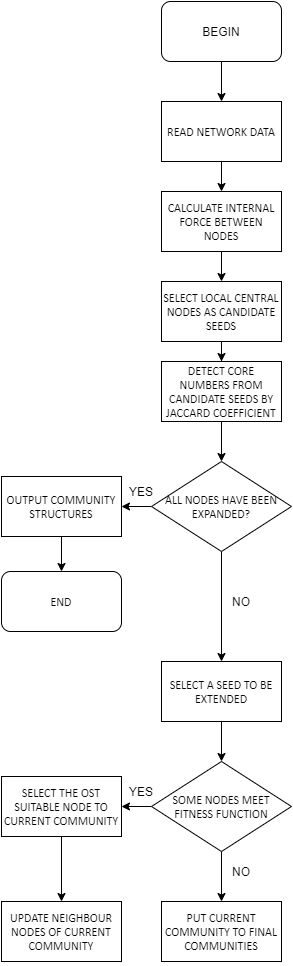 BEGIN
READ NETWORK DATA
CALCULATE INTERNAL
FORCE BETWEEN
NODES
SELECT LOCAL CENTRAL
NODES AS CANDIDATE
SEEDS
DETECT CORE
NUMBERS FROM
CANDIDATE SEEDS BY
JACCARD COEFFICIENT
ALL NODES HAVE BEEN
EXPANDED?
YES
OUTPUT COMMUNITY
STRUCTURES
END
NO
SELECT A SEED TO BE
EXTENDED
SOME NODES MEET
FITNESS FUNCTION
YES
SELECT THE OST
SUITABLE NODE TO
CURRENT COMMUNITY
UPDATE NEIGHBOUR
NODES OF CURRENT
COMMUNITY
NO
PUT CURRENT
COMMUNITY TO FINAL
COMMUNITIES